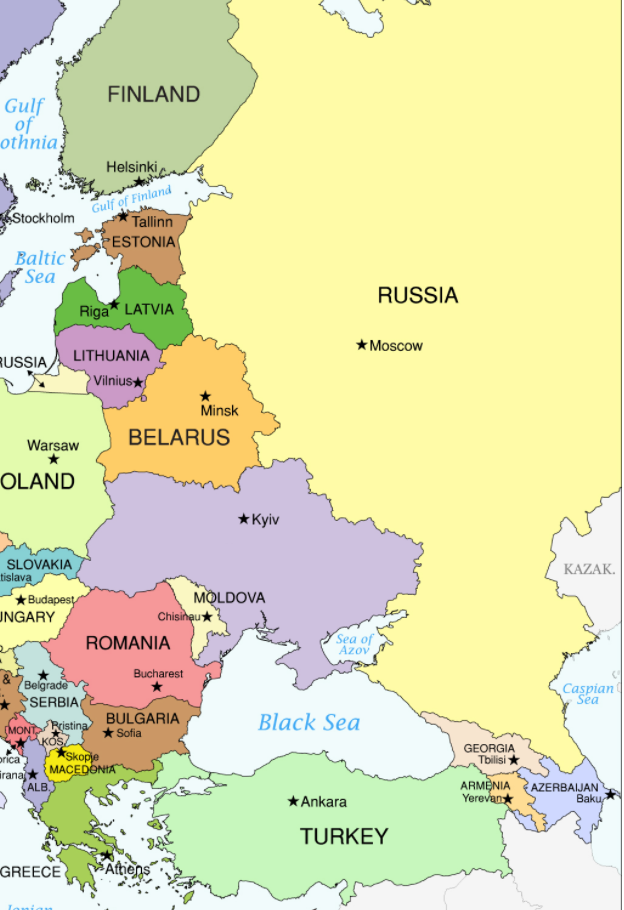 FINLAND
Gulf
of
othnia
Helsinki
Gulf of Finland
Stockholm
Tallinn
ESTONIA
Baltic
Sea
RUSSIA
Riga
LATVIA
Moscow
LITHUANIA
RUSSIA
Vilnius
Minsk
BELARUS
Warsaw
OLAND
Kyiv
SLOVAKIA
tislava
KAZAK.
Budapest
UNGARY
MOLDOVA
Chisinau
ROMANIA
Sea of
Azov
Bucharest
&
Belgrade
SERBIA
Caspian
Sea
BULGARIA
Sofia
Black Sea
MONT.
Pristina
KOS.
GEORGIA
Tbilisi
orica
Skopje
MACEDONIA
irana
ALB.
ARMENIA
Yerevan
AZERBAIJAN
Baku
Ankara
TURKEY
GREECE
Athens
Ionian